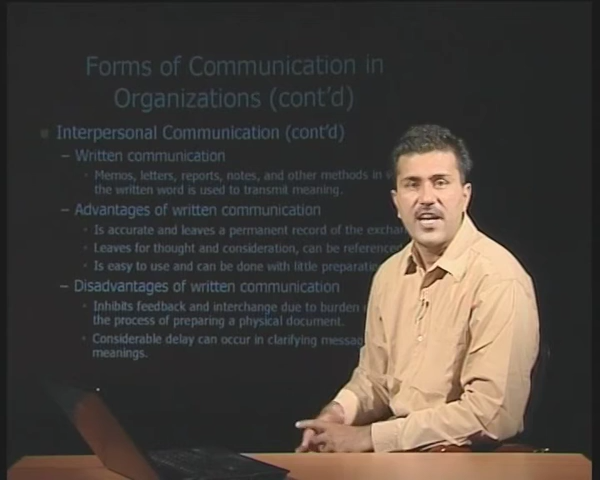 Forms of Communication in
Organizations (cont'd)
Interpersonal Communication (cont'd)
– Written communication
Memos, letters, reports, notes, and other methods in
the written word is used to transmit meaning.
– Advantages of written communication
Is accurate and leaves a permanent record of the
Leaves for thought and consideration, can be referenced
Is easy to use and can be done with little
– Disadvantages of written communication
Inhibits feedback and interchange due to burden
the process of preparing a physical document.
Considerable delay can occur in clarifying
meanings.